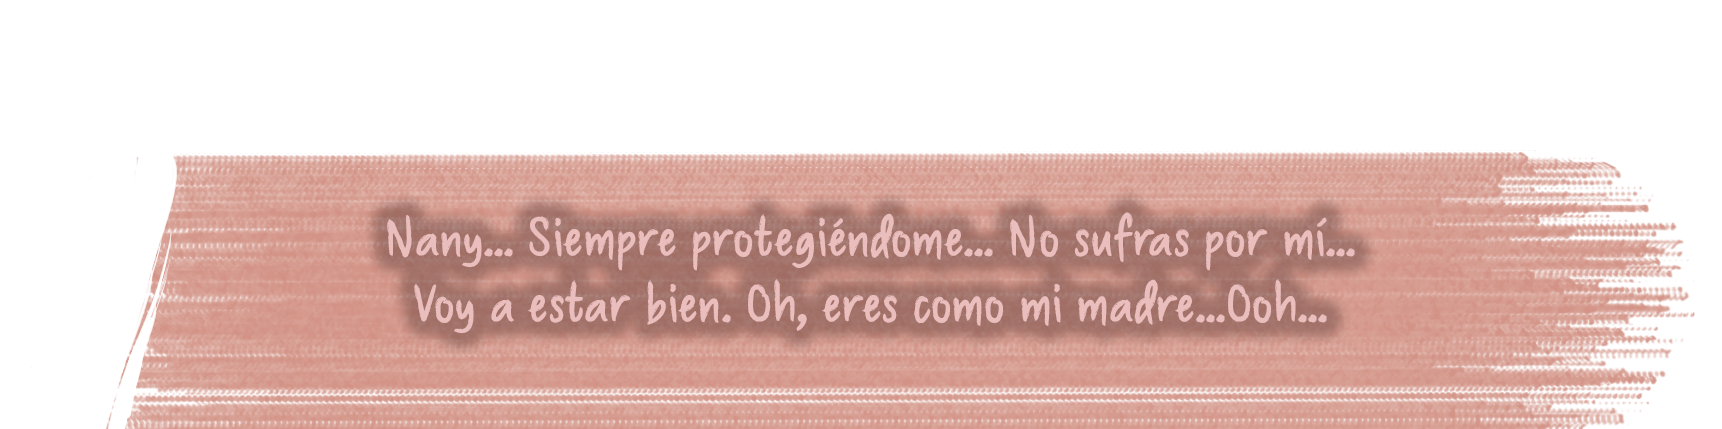 Nany... Siempre protegiéndome... No sufras por mí...
Voy a estar bien. Oh, eres como mi madre...Ooh...